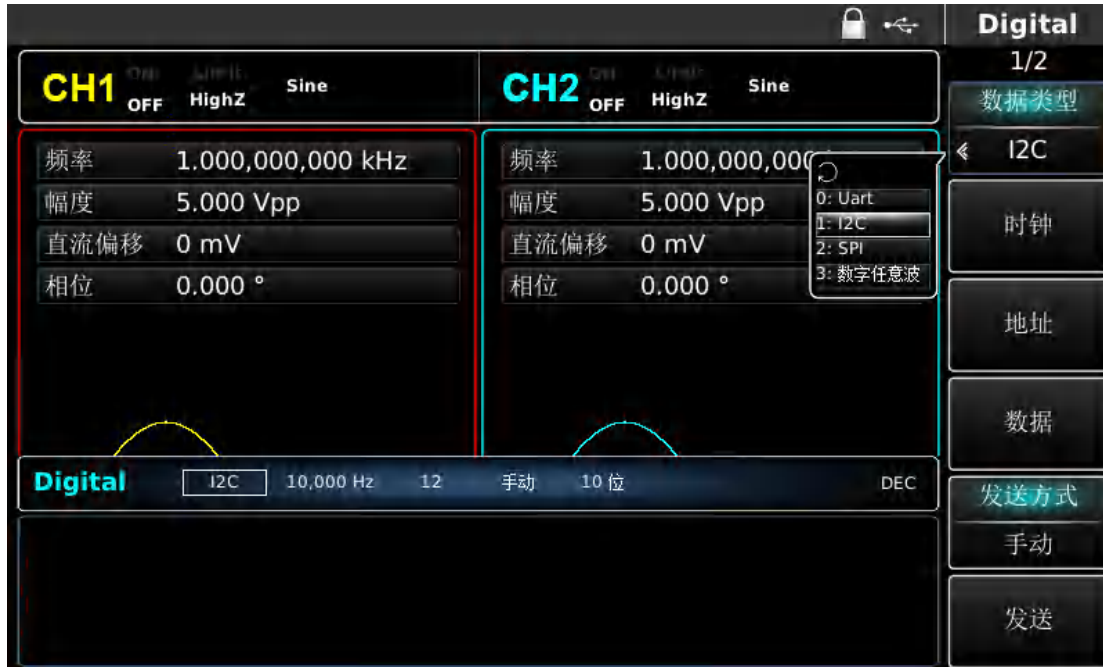 Digital
1/2
CH1 ON OFF Limit HighZ Sine
CH2 ON OFF Limit HighZ Sine
频率 1.000,000,000 kHz
幅度 5.000 Vpp
直流偏移 0 mV
相位 0.000 °
频率 1.000,000,000
幅度 5.000 Vpp
直流偏移 0 mV
相位 0.000 °
0: Uart
1: I2C
2: SPI
3: 数字任意波
数据类型
I2C
时钟
地址
数据
发送方式
手动
发送
Digital I2C 10,000 Hz 12 手动 10 位 DEC